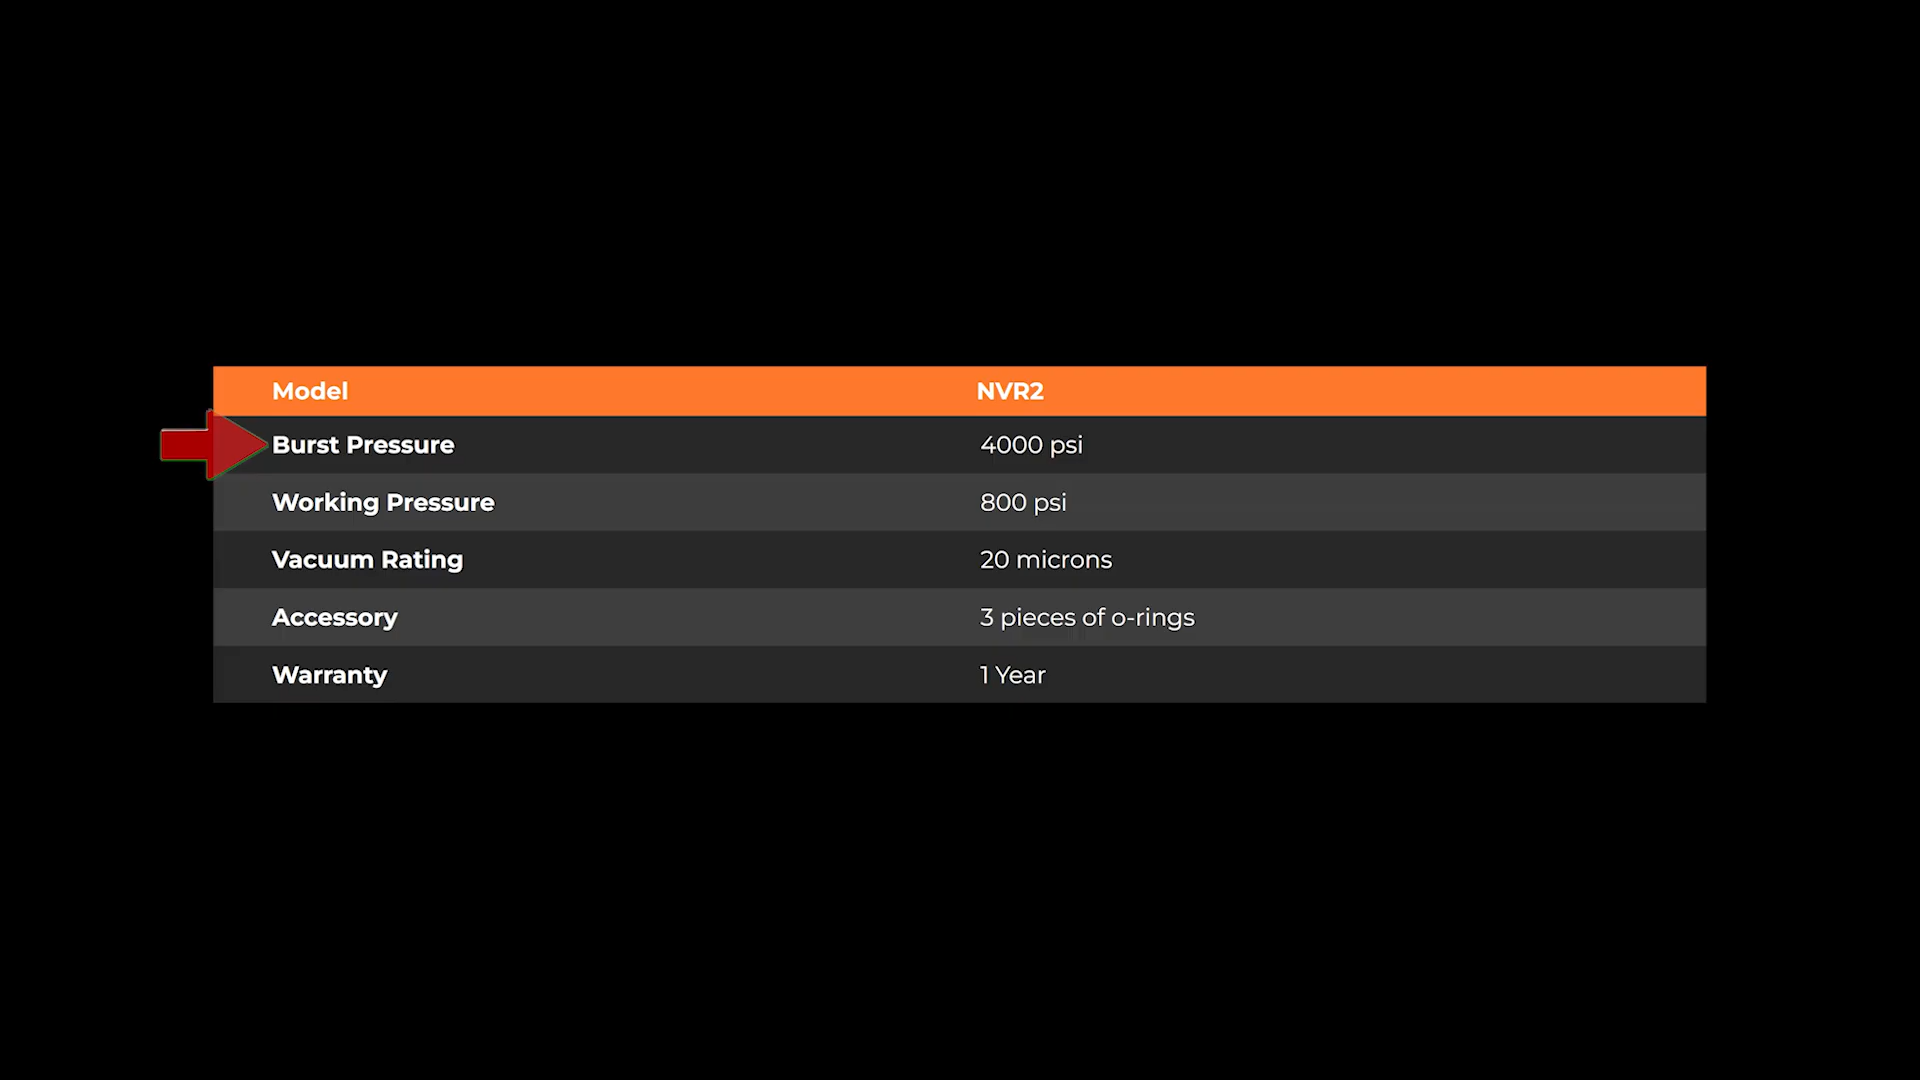 Model NVR2
Burst Pressure 4000 psi
Working Pressure 800 psi
Vacuum Rating 20 microns
Accessory 3 pieces of o-rings
Warranty 1 Year